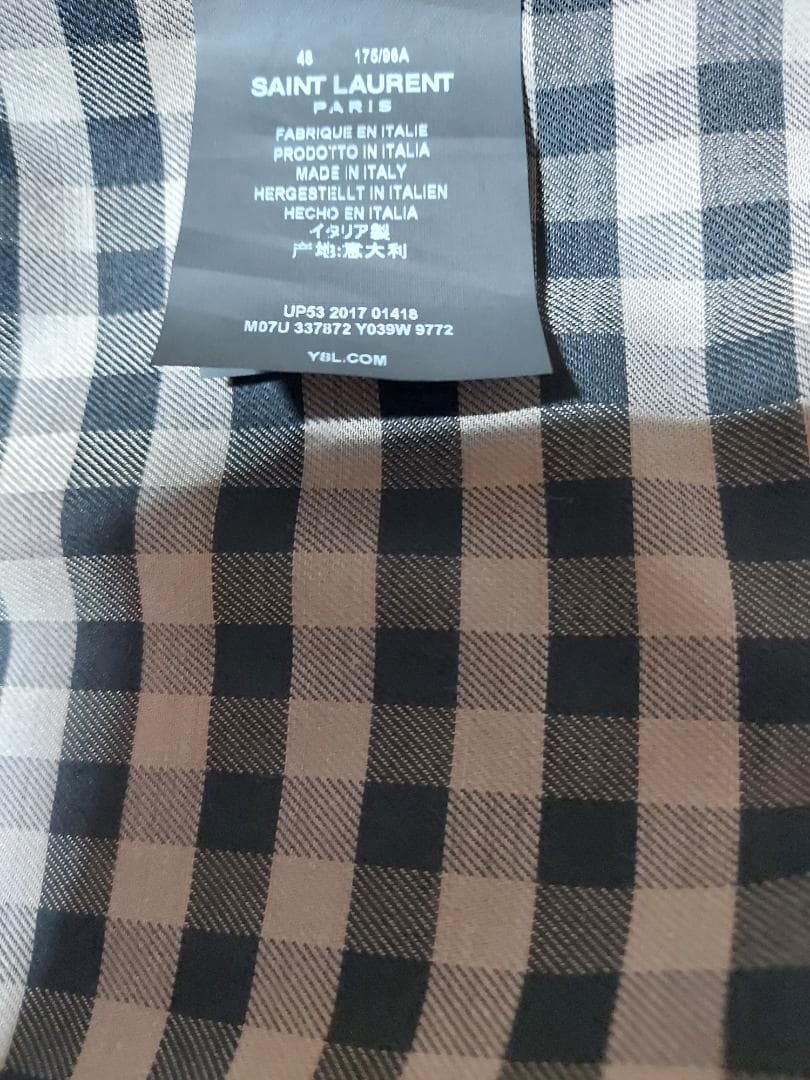 48 175/96A
SAINT LAURENT
PARIS
FABRIQUE EN ITALIE
PRODOTTO IN ITALIA
MADE IN ITALY
HERGESTELLT IN ITALIEN
HECHO EN ITALIA
イタリア製
产地:意大利
UP53 2017 01418
M07U 337872 Y039W 9772
YSL.COM